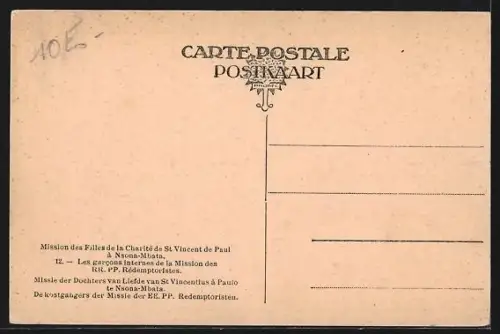 10E-
CARTE POSTALE
POSTKAART
Mission des Filles de la Charité de St Vincent de Paul
à Nsona-Mbata.
12. — Les garçons internes de la Mission des
RR. PP. Rédemptoristes.
Missie der Dochters van Liefde van St Vincentius à Paulo
te Nsona-Mbata.
De kostgangers der Missie der EE. PP. Redemptoristen.